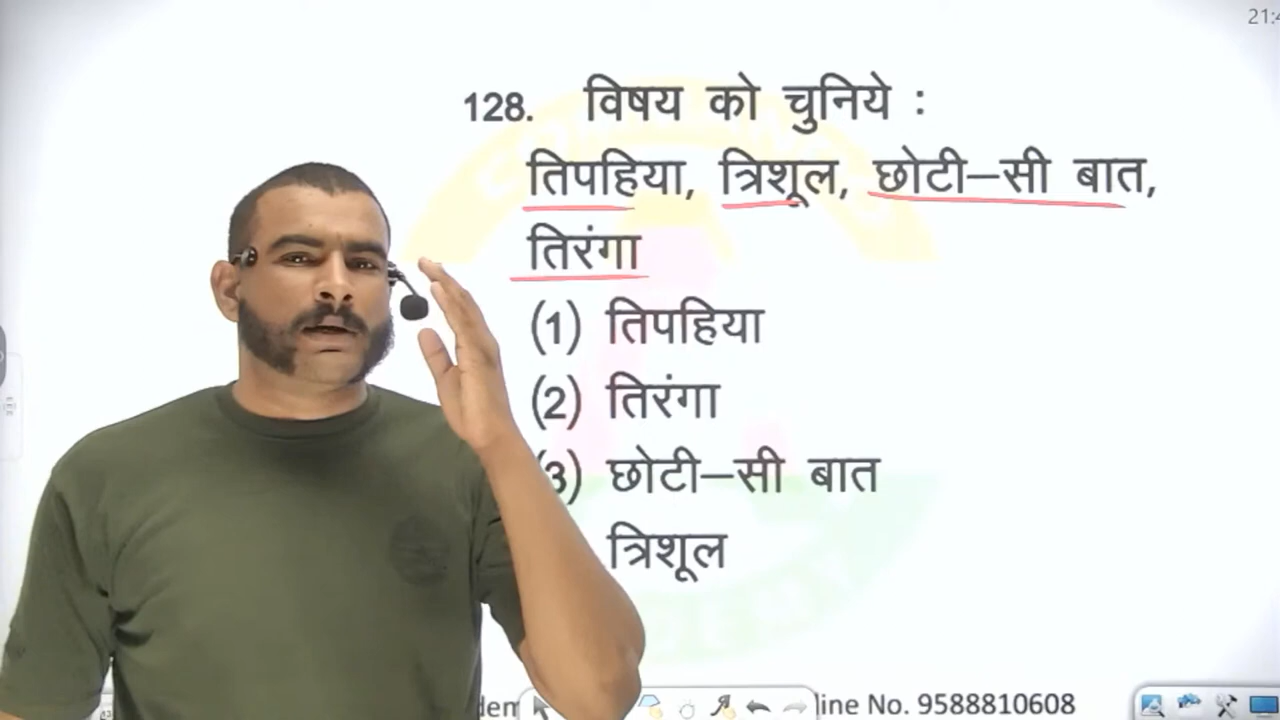 21:4
128. विषय को चुनिये :
तिपहिया, त्रिशूल, छोटी–सी बात,
तिरंगा
(1) तिपहिया
(2) तिरंगा
3) छोटी–सी बात
त्रिशूल
line No. 9588810608